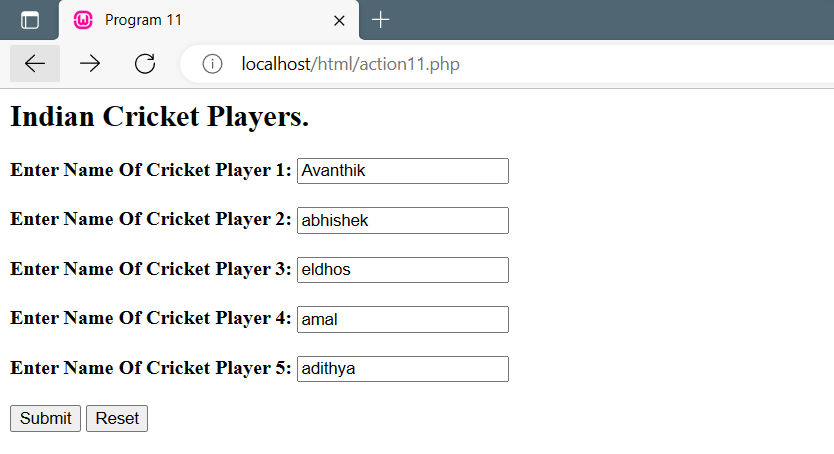 Program 11
localhost/html/action11.php
Indian Cricket Players.
Enter Name Of Cricket Player 1: Avanthik
Enter Name Of Cricket Player 2: abhishek
Enter Name Of Cricket Player 3: eldhos
Enter Name Of Cricket Player 4: amal
Enter Name Of Cricket Player 5: adithya
Submit Reset